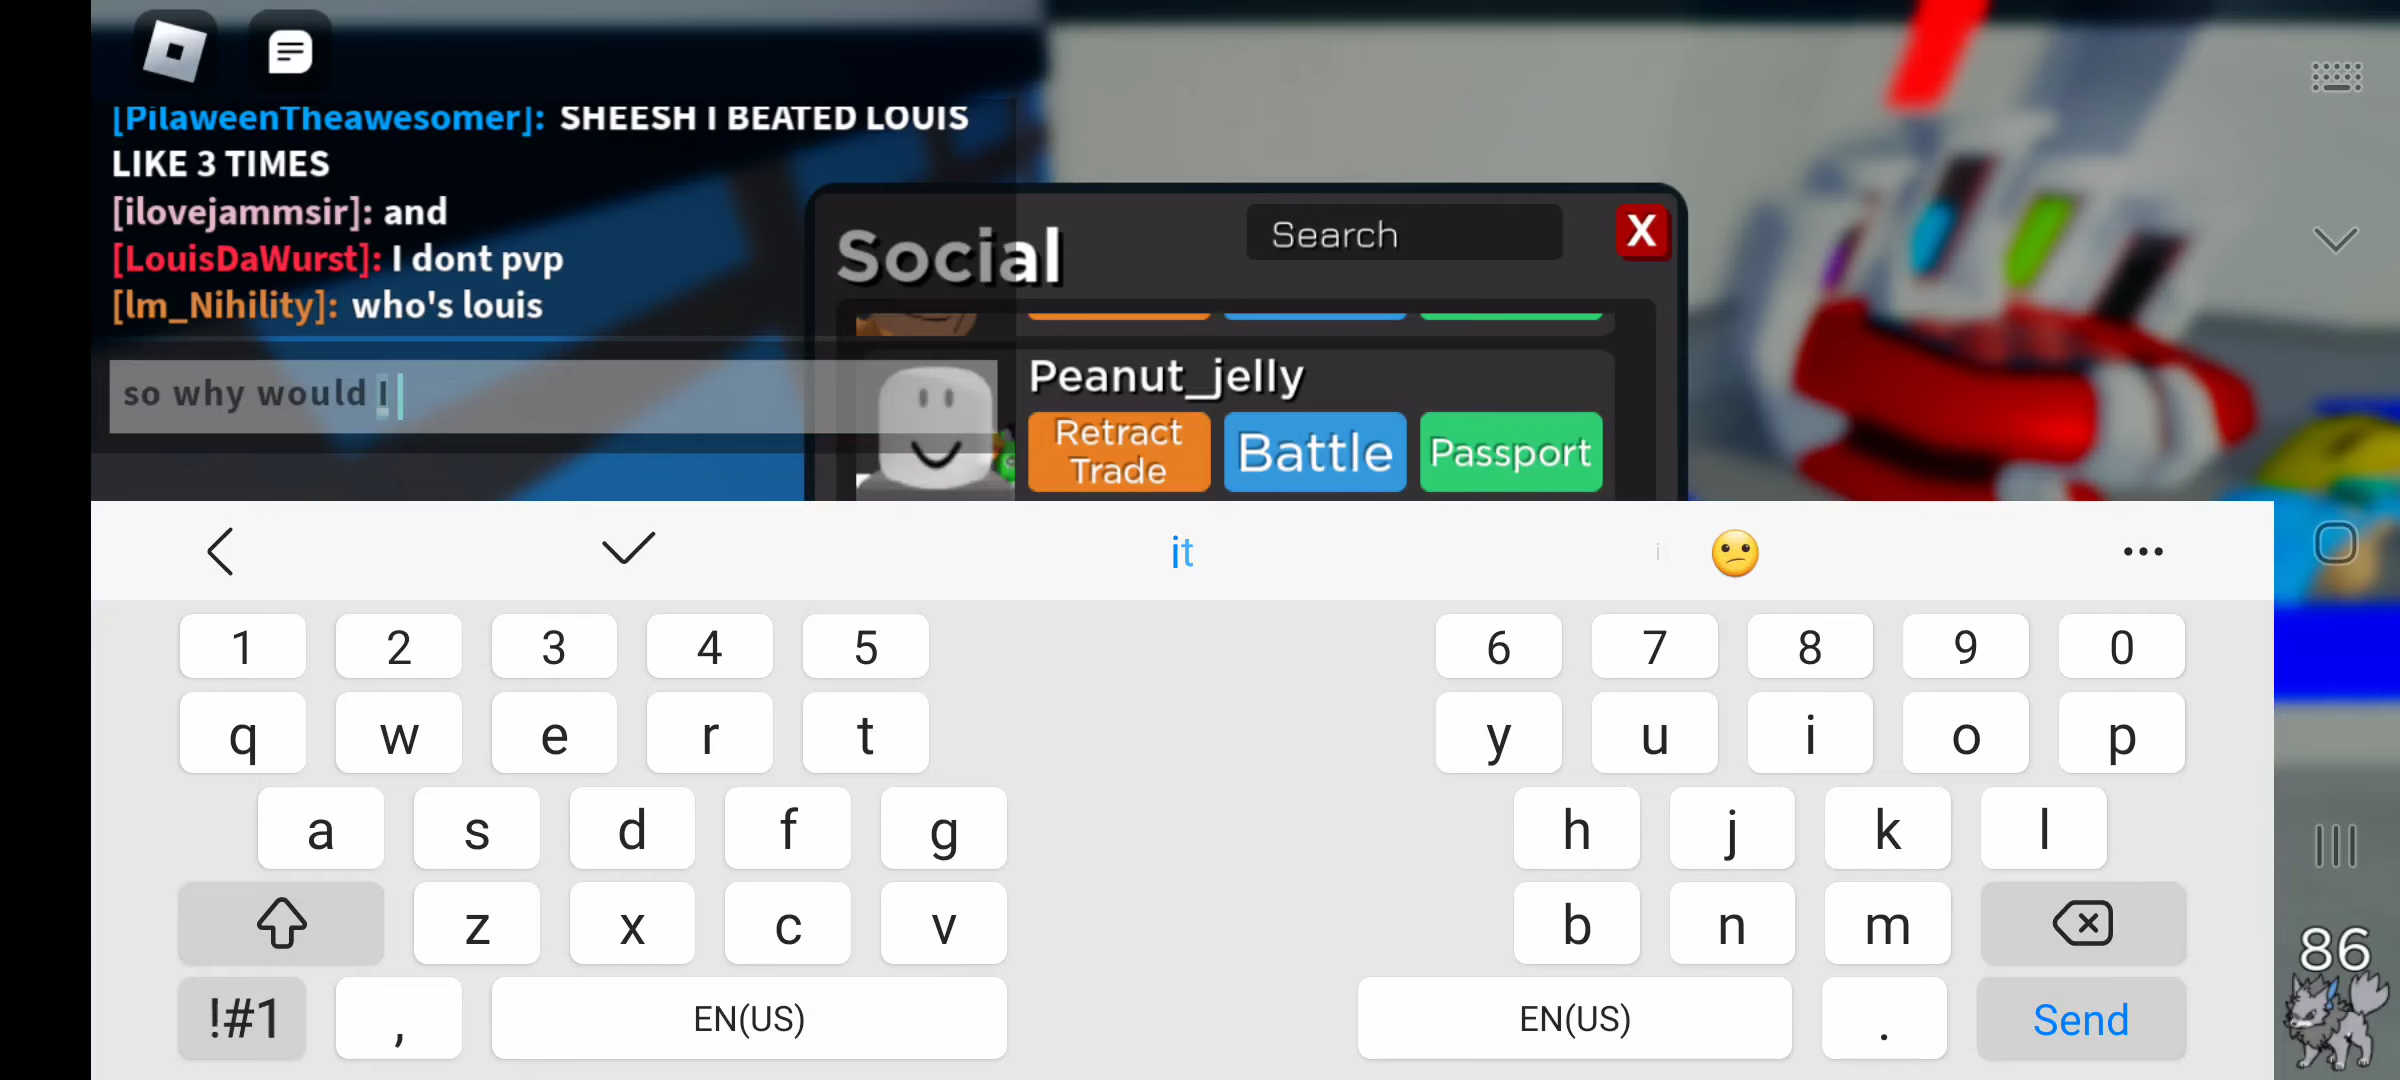 [PilaweenTheawesomer]: SHEESH I BEATED LOUIS
LIKE 3 TIMES
[ilovejammsir]: and
[LouisDaWurst]: I dont pvp
[lm_Nihility]: who's louis
so why would I
Social
Search
X
Peanut_jelly
Retract
Trade
Battle
Passport
it
1 2 3 4 5 6 7 8 9 0
q w e r t y u i o p
a s d f g h j k l
z x c v b n m
!#1 , EN(US) EN(US) . Send
86